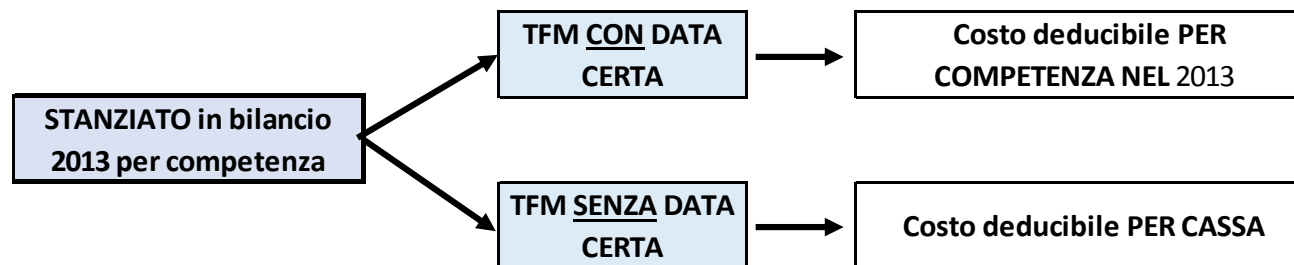 STANZIATO in bilancio
2013 per competenza
TFM CON DATA
CERTA
Costo deducibile PER
COMPETENZA NEL 2013
TFM SENZA DATA
CERTA
Costo deducibile PER CASSA